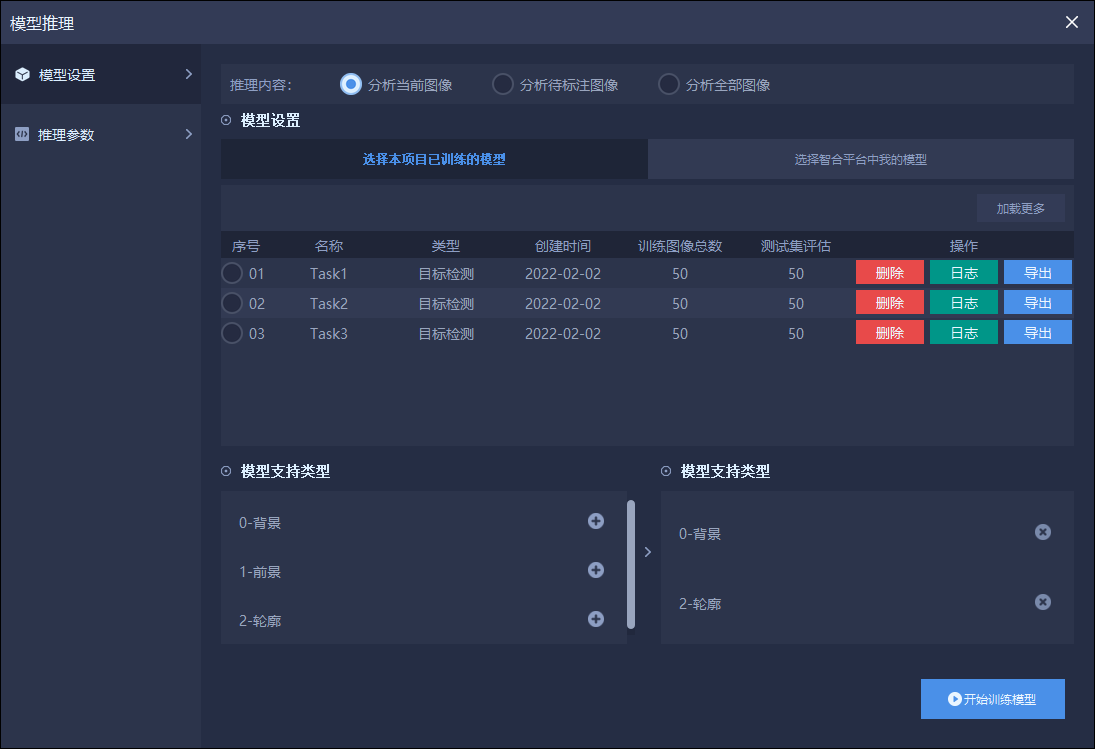 模型推理
模型设置
推理参数
推理内容： 分析当前图像 分析待标注图像 分析全部图像
模型设置
选择本项目已训练的模型 选择智合平台中我的模型
加载更多
序号 名称 类型 创建时间 训练图像总数 测试集评估 操作
01 Task1 目标检测 2022-02-02 50 50 删除 日志 导出
02 Task2 目标检测 2022-02-02 50 50 删除 日志 导出
03 Task3 目标检测 2022-02-02 50 50 删除 日志 导出
模型支持类型
0-背景
1-前景
2-轮廓
模型支持类型
0-背景
2-轮廓
开始训练模型